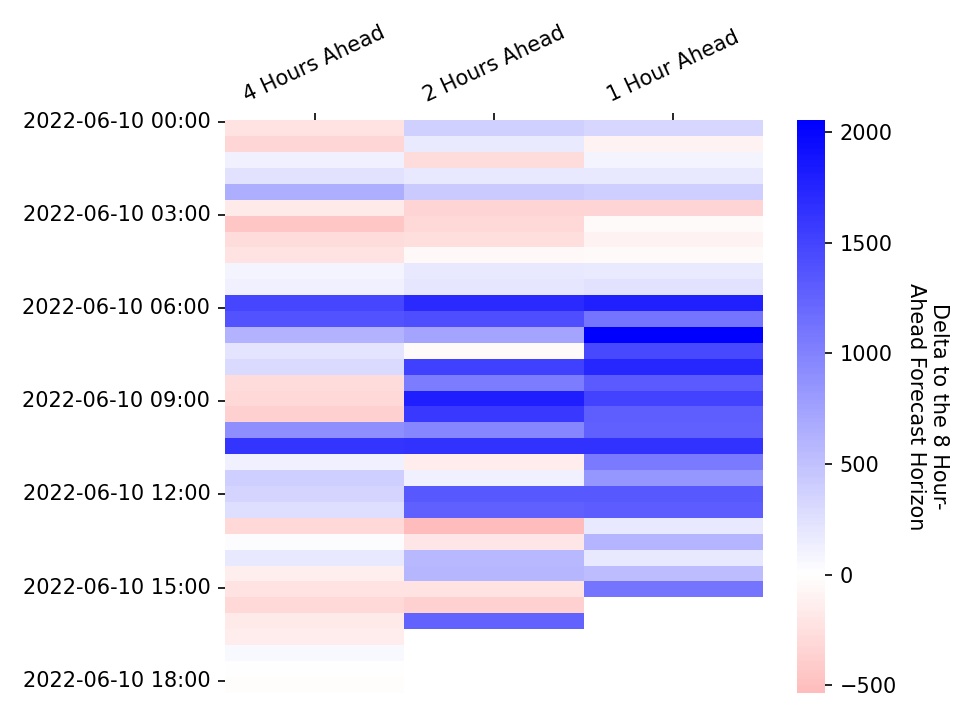 4 Hours Ahead
2 Hours Ahead
1 Hour Ahead
2022-06-10 00:00
2022-06-10 03:00
2022-06-10 06:00
2022-06-10 09:00
2022-06-10 12:00
2022-06-10 15:00
2022-06-10 18:00
2000
1500
1000
500
0
−500
Delta to the 8 Hour-
Ahead Forecast Horizon